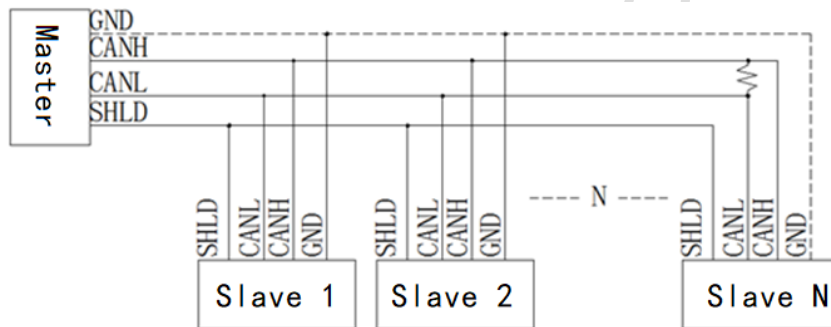 Master
GND
CANH
CANL
SHLD
N
SHLD
CANL
CANH
GND
SHLD
CANL
CANH
GND
SHLD
CANL
CANH
GND
Slave 1
Slave 2
Slave N